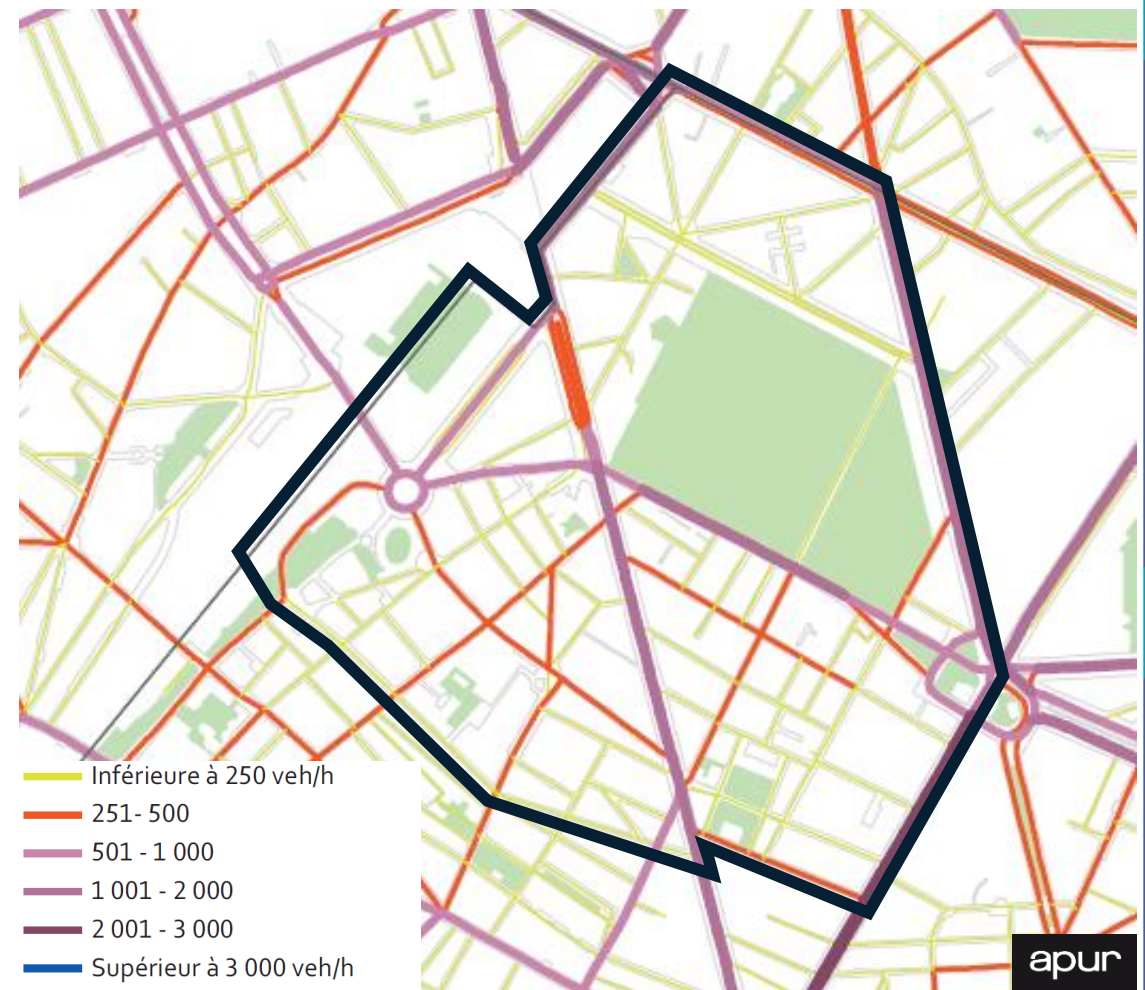 Inférieure à 250 veh/h
251- 500
501 - 1 000
1 001 - 2 000
2 001 - 3 000
Supérieur à 3 000 veh/h
apur